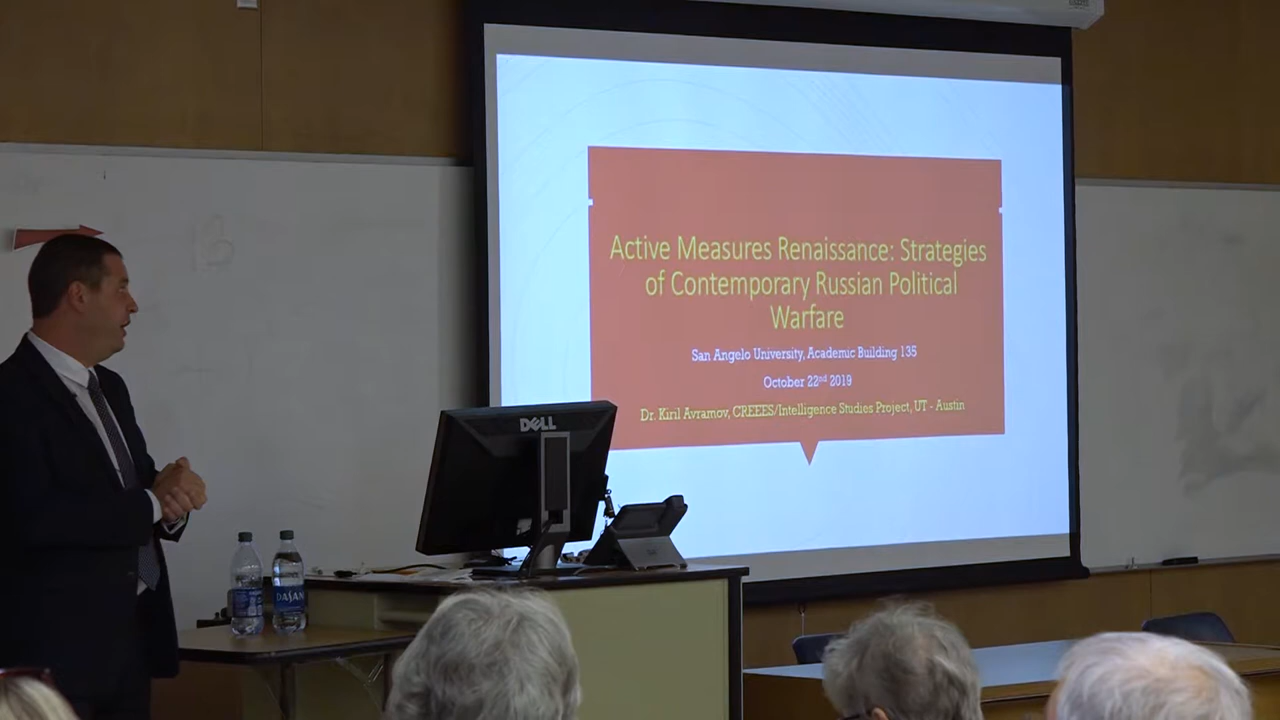 Active Measures Renaissance: Strategies
of Contemporary Russian Political
Warfare
San Angelo University, Academic Building 135
October 22nd 2019
Dr. Kiril Avramov, CREEES/Intelligence Studies Project, UT - Austin
DELL
DASANI
13